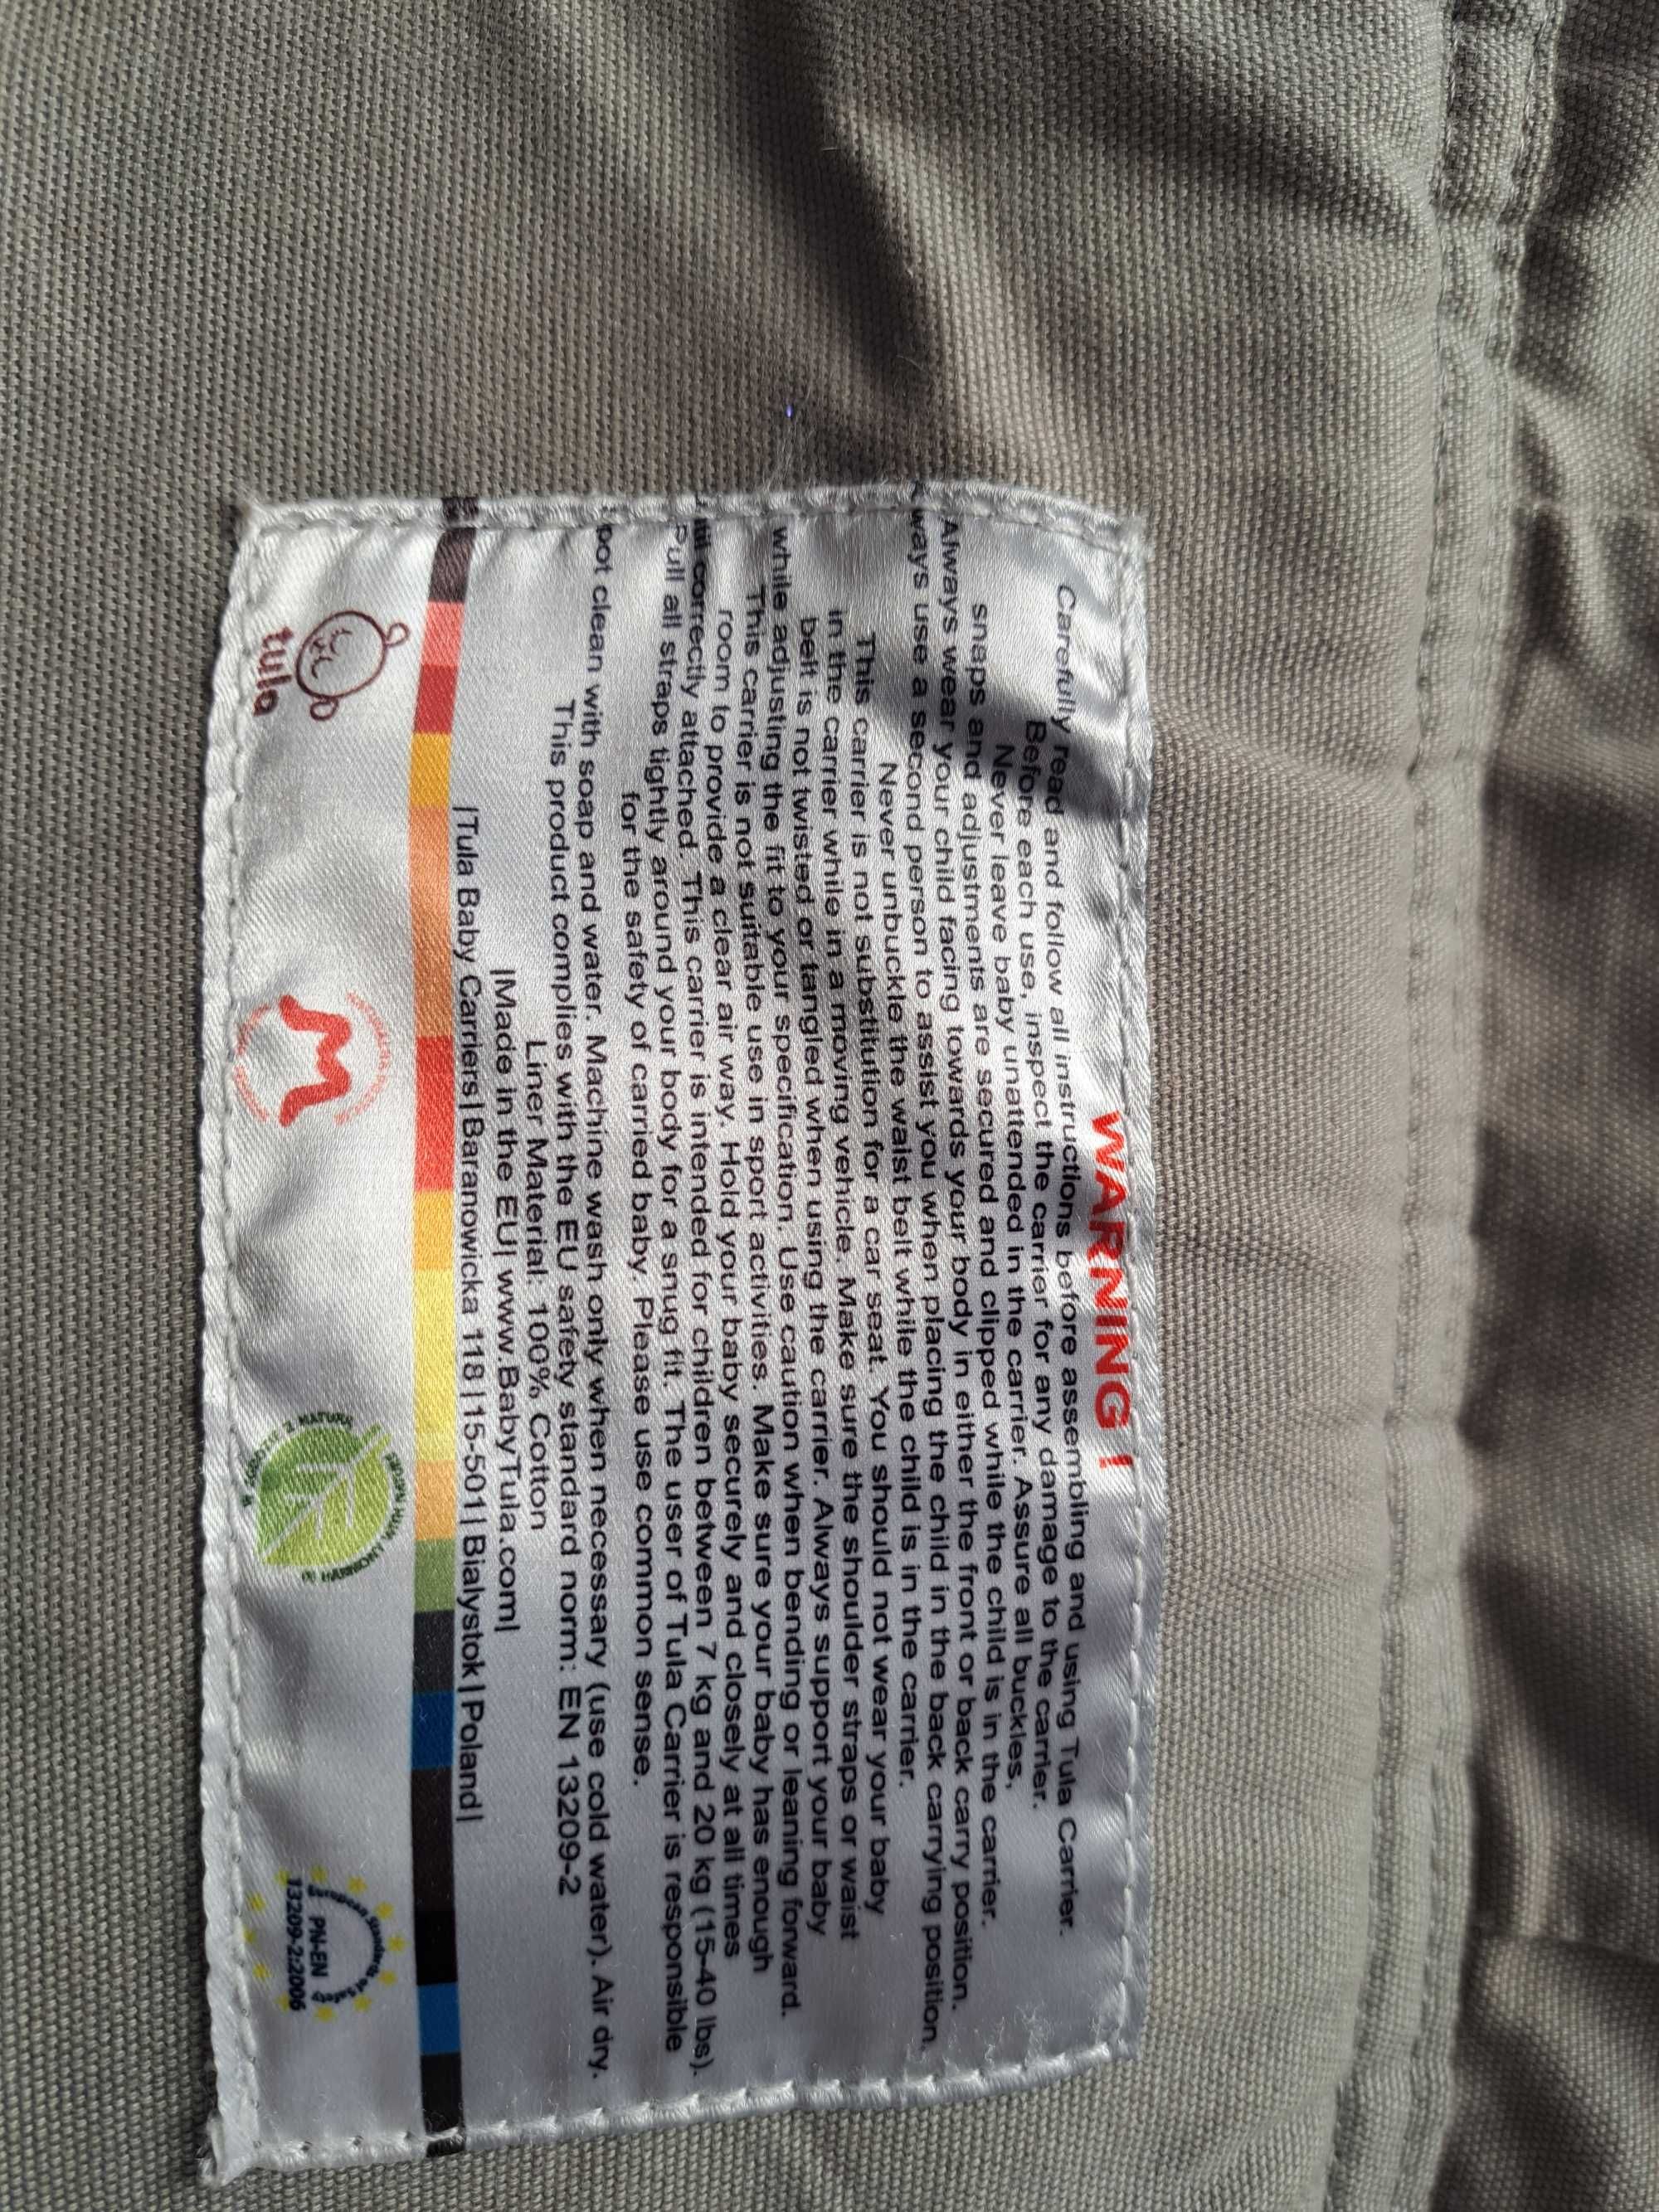 WARNING !
Carefully read and follow all instructions before assembling and using Tula Carrier.
Before each use, inspect the carrier for any damage to the carrier.
Never leave baby unattended in the carrier. Assure all buckles,
snaps and adjustments are secured and clipped while the child is in the carrier.
Always wear your child facing towards your body in either the front or back carry position.
ways use a second person to assist you when placing the child in the back carrying position.
Never unbuckle the waist belt while the child is in the carrier.
This carrier is not substitution for a car seat. You should not wear your baby
in the carrier while in a moving vehicle. Make sure the shoulder straps or waist
belt is not twisted or tangled when using the carrier. Always support your baby
while adjusting the fit to your specification. Use caution when bending or leaning forward.
This carrier is not suitable use in sport activities. Make sure your baby has enough
room to provide a clear air way. Hold your baby securely and closely at all times
correctly attached. This carrier is intended for children between 7 kg and 20 kg (15-40 lbs).
Pull all straps tightly around your body for a snug fit. The user of Tula Carrier is responsible
for the safety of carried baby. Please use common sense.
pot clean with soap and water. Machine wash only when necessary (use cold water). Air dry.
This product complies with the EU safety standard norm: EN 13209-2
Liner Material: 100% Cotton
|Made in the EU| www.BabyTula.com|
|Tula Baby Carriers|Baranowicka 118|15-501|Bialystok|Poland|
tula
W ZGODZIE Z NATURĄ
European Standards of Safety
PN-EN
13209-2:2006